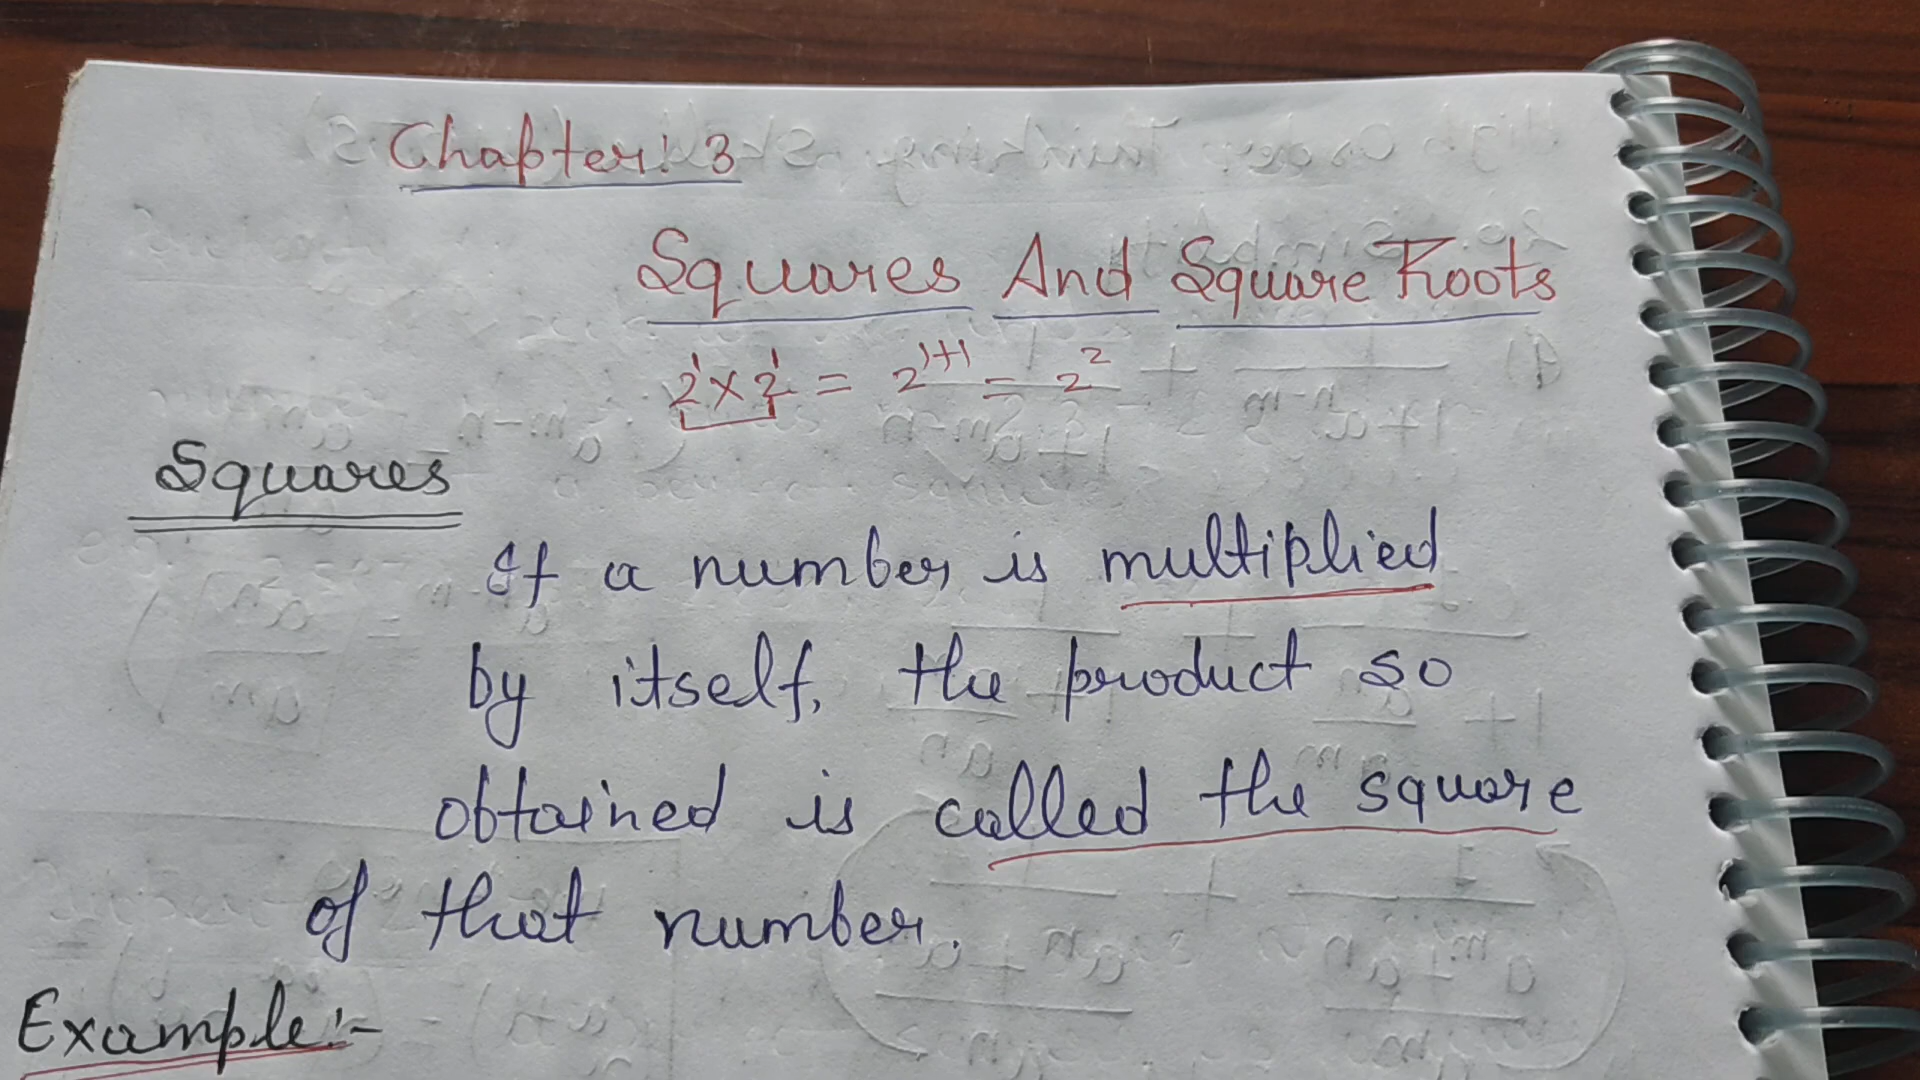 Chapter: 3
Squares And Square Roots
2¹ × 2¹ = 2¹⁺¹ = 2²
Squares
If a number is multiplied
by itself, the product so
obtained is called the square
of that number.
Example:-